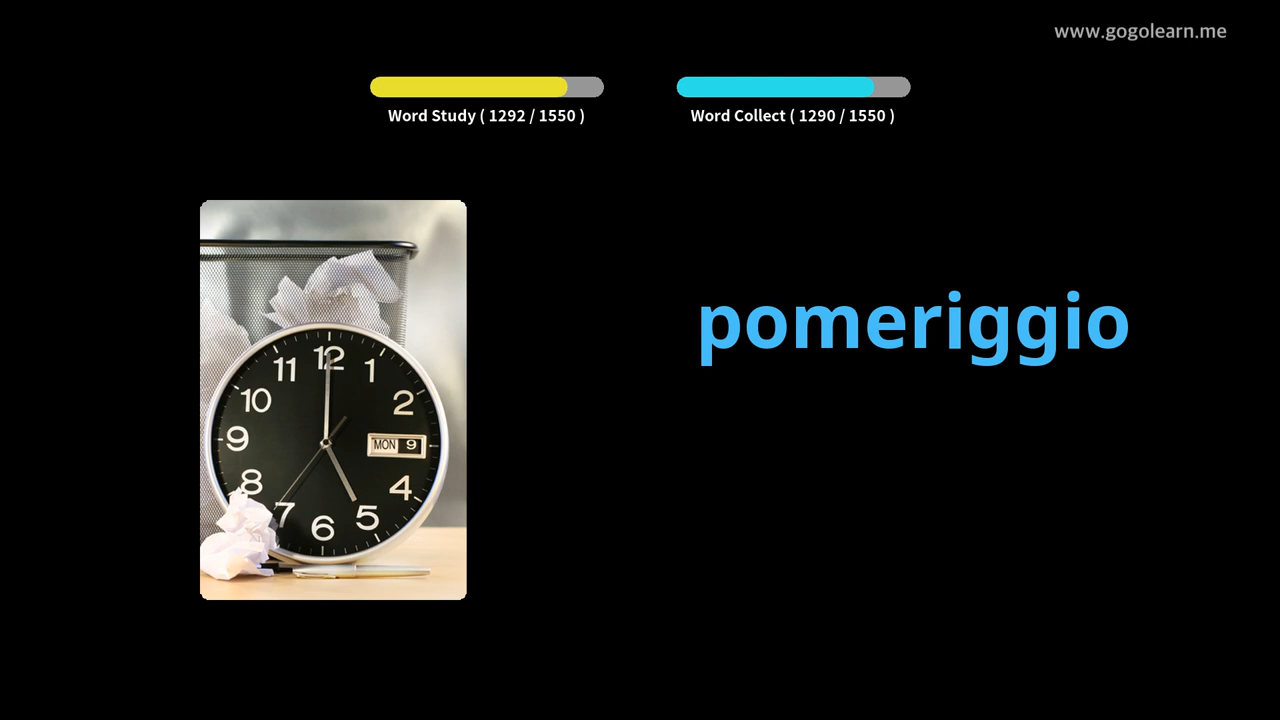 www.gogolearn.me
Word Study ( 1292 / 1550 )
Word Collect ( 1290 / 1550 )
pomeriggio
12
11
1
10
2
9
MON 9
8
4
7
5
6